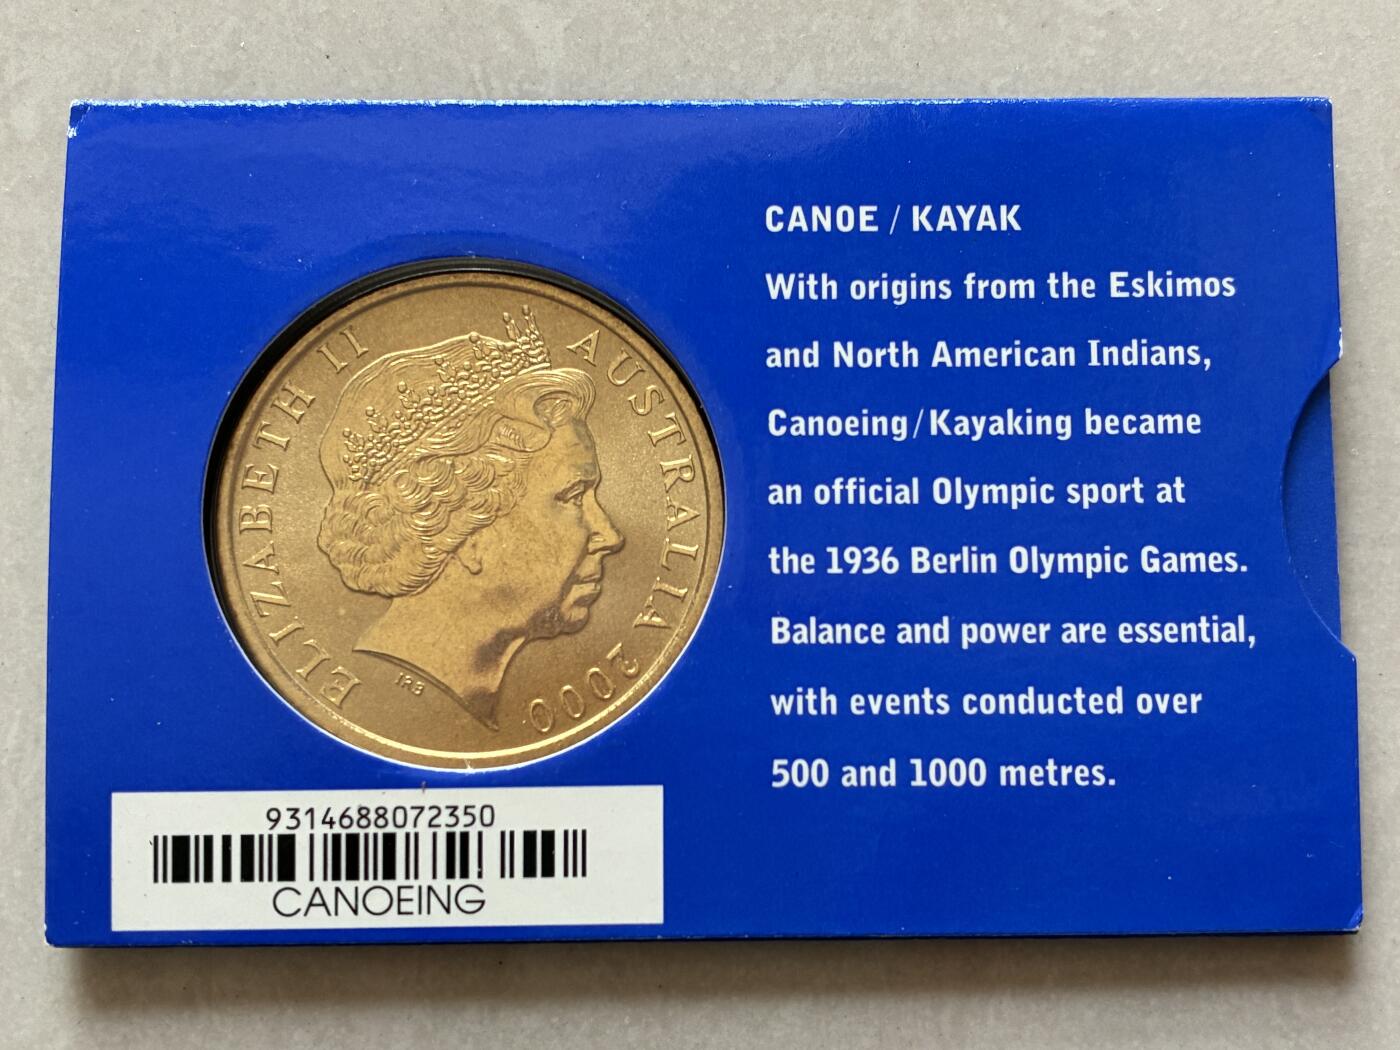 ELIZABETH II AUSTRALIA 2000
IRB
CANOE / KAYAK
With origins from the Eskimos
and North American Indians,
Canoeing/Kayaking became
an official Olympic sport at
the 1936 Berlin Olympic Games.
Balance and power are essential,
with events conducted over
500 and 1000 metres.
9314688072350
CANOEING